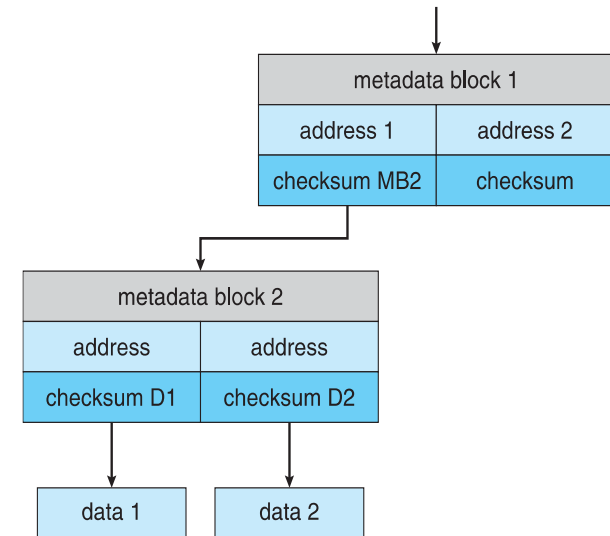 metadata block 1
address 1 address 2
checksum MB2 checksum
metadata block 2
address address
checksum D1 checksum D2
data 1 data 2